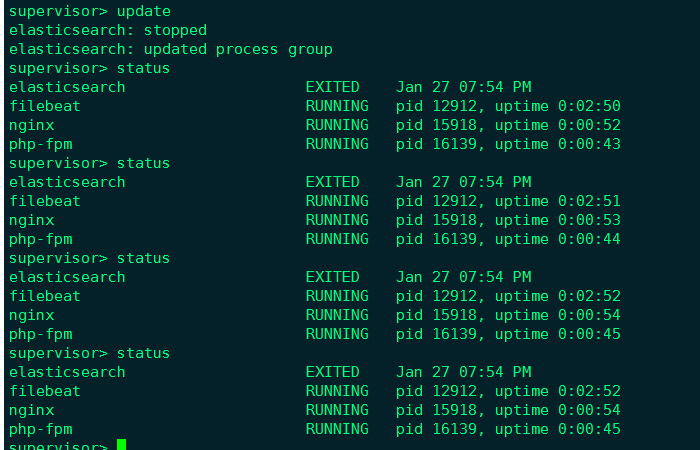 supervisor> update
elasticsearch: stopped
elasticsearch: updated process group
supervisor> status
elasticsearch                    EXITED    Jan 27 07:54 PM
filebeat                         RUNNING   pid 12912, uptime 0:02:50
nginx                            RUNNING   pid 15918, uptime 0:00:52
php-fpm                          RUNNING   pid 16139, uptime 0:00:43
supervisor> status
elasticsearch                    EXITED    Jan 27 07:54 PM
filebeat                         RUNNING   pid 12912, uptime 0:02:51
nginx                            RUNNING   pid 15918, uptime 0:00:53
php-fpm                          RUNNING   pid 16139, uptime 0:00:44
supervisor> status
elasticsearch                    EXITED    Jan 27 07:54 PM
filebeat                         RUNNING   pid 12912, uptime 0:02:52
nginx                            RUNNING   pid 15918, uptime 0:00:54
php-fpm                          RUNNING   pid 16139, uptime 0:00:45
supervisor> status
elasticsearch                    EXITED    Jan 27 07:54 PM
filebeat                         RUNNING   pid 12912, uptime 0:02:52
nginx                            RUNNING   pid 15918, uptime 0:00:54
php-fpm                          RUNNING   pid 16139, uptime 0:00:45
supervisor>